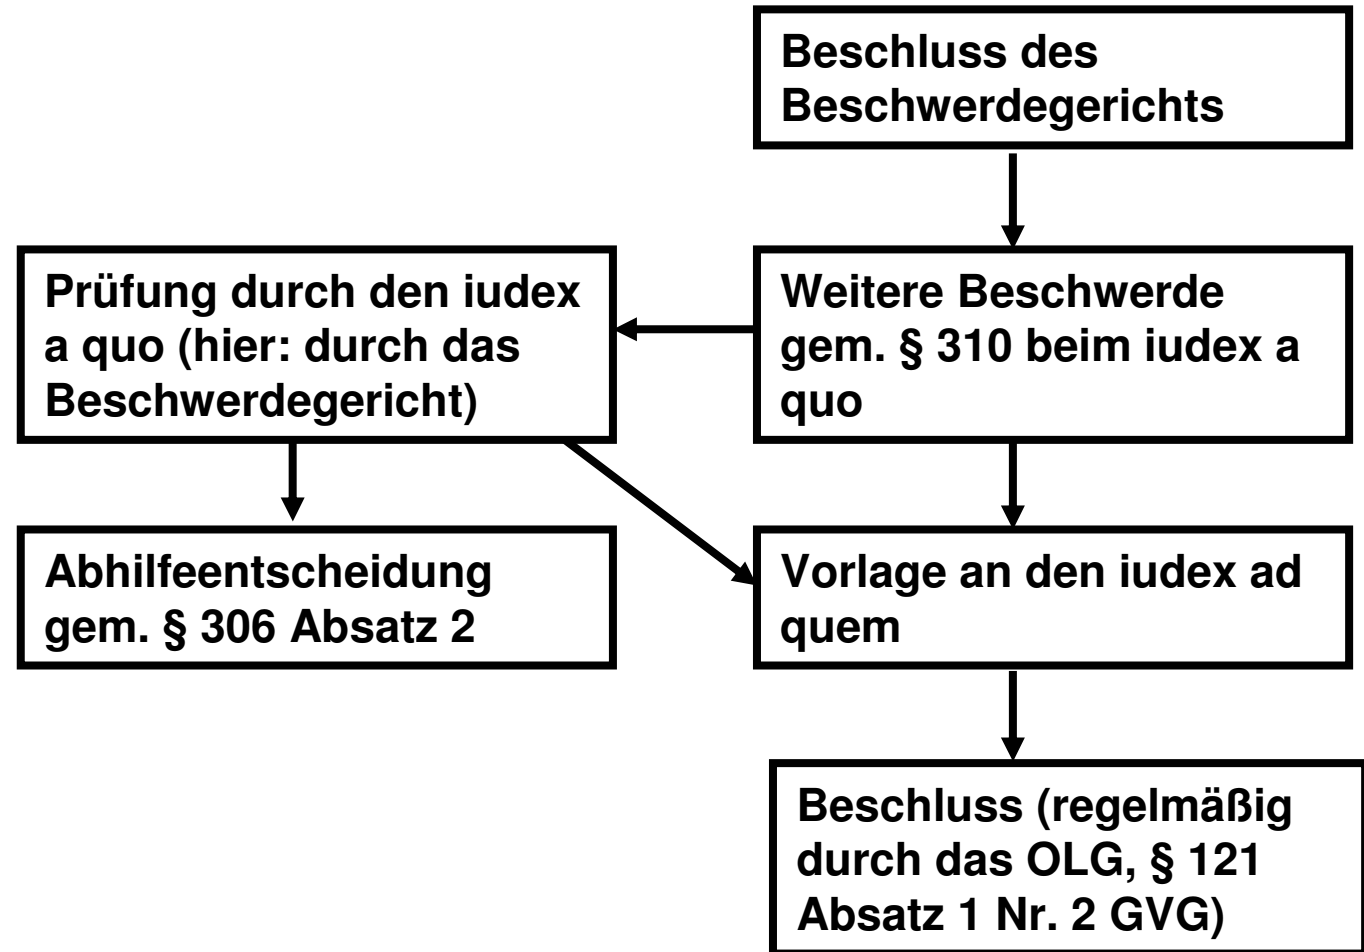 Beschluss des
Beschwerdegerichts
Prüfung durch den iudex
a quo (hier: durch das
Beschwerdegericht)
Weitere Beschwerde
gem. § 310 beim iudex a
quo
Abhilfeentscheidung
gem. § 306 Absatz 2
Vorlage an den iudex ad
quem
Beschluss (regelmäßig
durch das OLG, § 121
Absatz 1 Nr. 2 GVG)